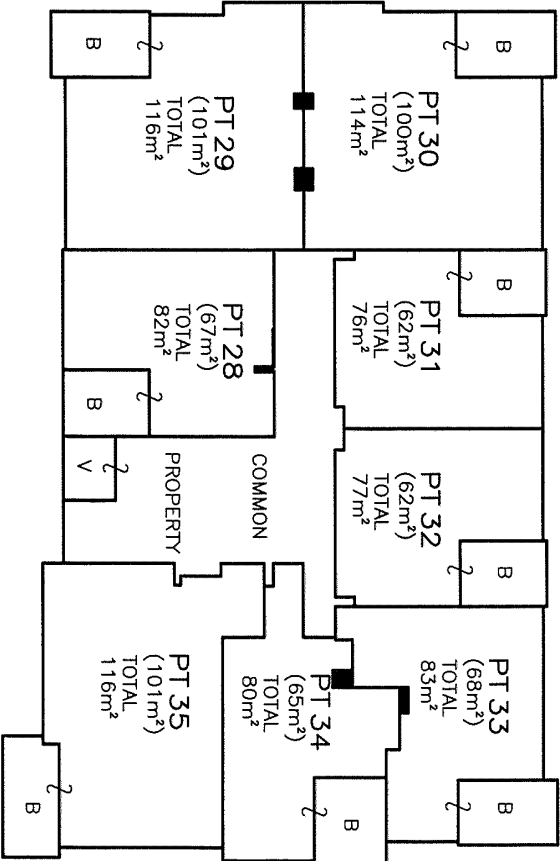 B
PT 30
(100m²)
TOTAL
114m²
B
PT 31
(62m²)
TOTAL
76m²
B
PT 32
(62m²)
TOTAL
77m²
B
PT 33
(68m²)
TOTAL
83m²
PT 29
(101m²)
TOTAL
116m²
B
PT 28
(67m²)
TOTAL
82m²
B
COMMON
PROPERTY
V
PT 34
(65m²)
TOTAL
80m²
B
PT 35
(101m²)
TOTAL
116m²
B